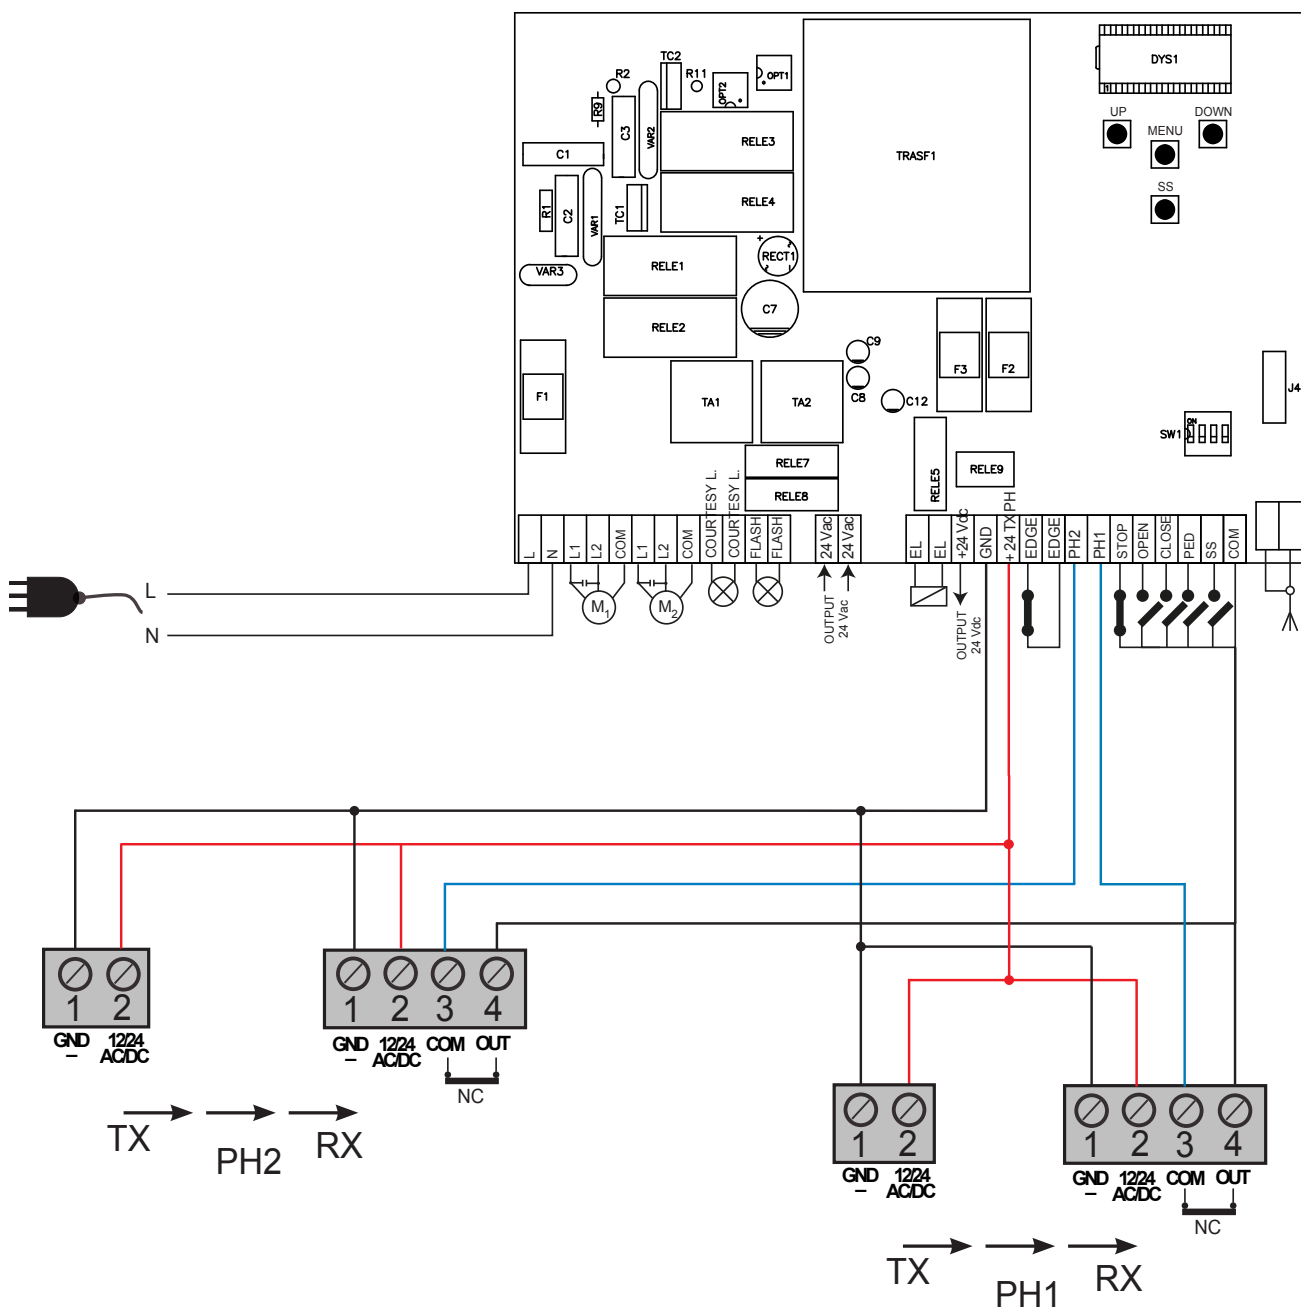 DYS1
1
UP
DOWN
MENU
SS
TC2
R2
R11
OPT2
OPT1
R9
C3
VAR2
RELE3
TRASF1
C1
RELE4
R1
C2
VAR1
TC1
+
RECT1
RELE1
VAR3
C7
RELE2
C9
C8
C12
F3
F2
F1
TA1
TA2
J4
ON
SW1
RELE7
RELE8
RELE5
RELE9
L
N
L1
L2
COM
L1
L2
COM
COURTESY L.
COURTESY L.
FLASH
FLASH
24 Vac
24 Vac
EL
EL
+24 Vdc
GND
+ 24 TX PH
EDGE
EDGE
PH2
PH1
STOP
OPEN
CLOSE
PED
SS
COM
L
N
M1
M2
OUTPUT
24 Vac
OUTPUT
24 Vdc
1 2
GND
–
12/24
AC/DC
1 2 3 4
GND
–
12/24
AC/DC
COM
OUT
NC
TX
PH2
RX
1 2
GND
–
12/24
AC/DC
1 2 3 4
GND
–
12/24
AC/DC
COM
OUT
NC
TX
PH1
RX